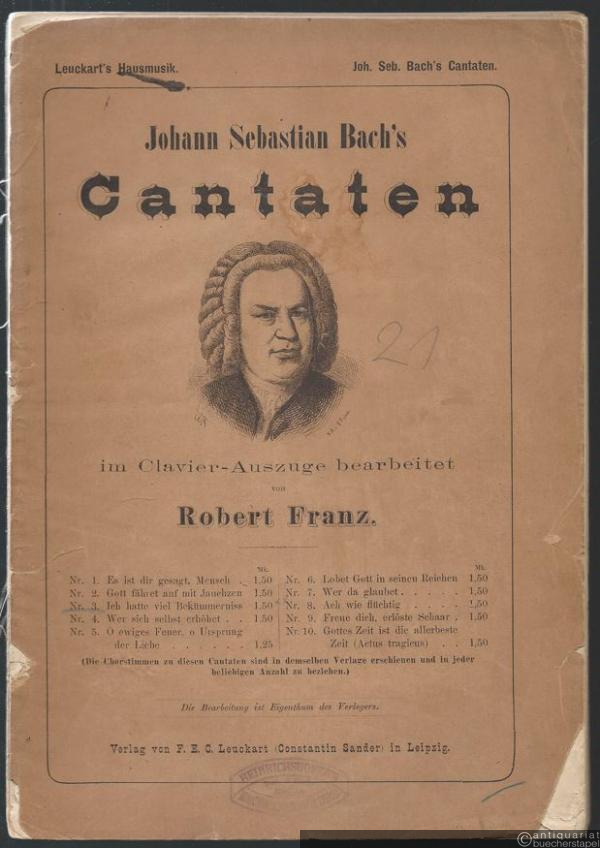 Leuckart's Hausmusik.
Joh. Seb. Bach's Cantaten.
Johann Sebastian Bach's
Cantaten
21
im Clavier-Auszuge bearbeitet
von
Robert Franz.
Mk.
Nr. 1. Es ist dir gesagt, Mensch . 1,50
Nr. 2. Gott fähret auf mit Jauchzen 1,50
Nr. 3. Ich hatte viel Bekümmerniss 1,50
Nr. 4. Wer sich selbst erhöhet . . 1,50
Nr. 5. O ewiges Feuer, o Ursprung
der Liebe . . . . . . . 1,25
Mk.
Nr. 6. Lobet Gott in seinen Reichen 1,50
Nr. 7. Wer da glaubet . . . . . 1,50
Nr. 8. Ach wie flüchtig . . . . . 1,50
Nr. 9. Freue dich, erlöste Schaar . 1,50
Nr. 10. Gottes Zeit ist die allerbeste
Zeit (Actus tragicus) . . 1,50
(Die Chorstimmen zu diesen Cantaten sind in demselben Verlage erschienen und in jeder
beliebigen Anzahl zu beziehen.)
Die Bearbeitung ist Eigenthum des Verlegers.
Verlag von F. E. C. Leuckart (Constantin Sander) in Leipzig.
antiquariat
buecherstapel